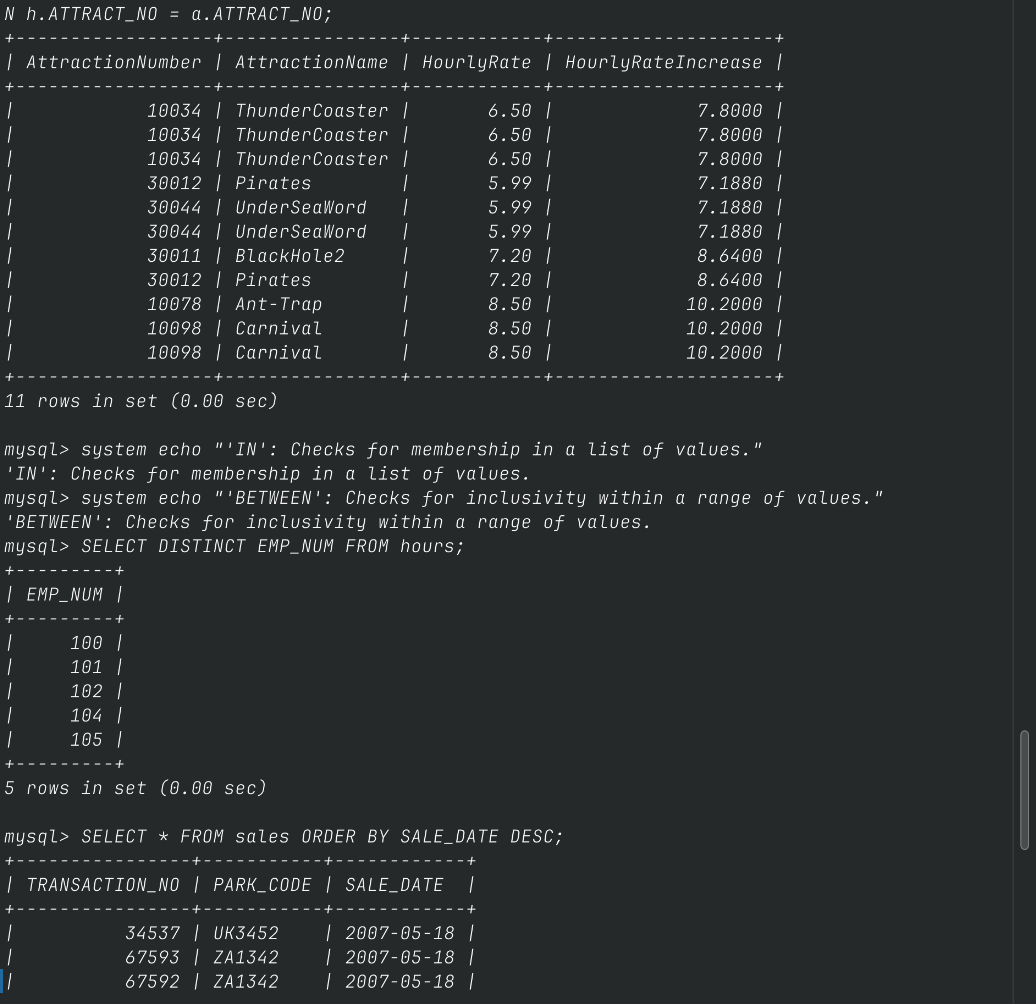 N h.ATTRACT_NO = a.ATTRACT_NO;
+------------------+----------------+------------+--------------------+
| AttractionNumber | AttractionName | HourlyRate | HourlyRateIncrease |
+------------------+----------------+------------+--------------------+
|            10034 | ThunderCoaster |       6.50 |             7.8000 |
|            10034 | ThunderCoaster |       6.50 |             7.8000 |
|            10034 | ThunderCoaster |       6.50 |             7.8000 |
|            30012 | Pirates        |       5.99 |             7.1880 |
|            30044 | UnderSeaWord   |       5.99 |             7.1880 |
|            30044 | UnderSeaWord   |       5.99 |             7.1880 |
|            30011 | BlackHole2     |       7.20 |             8.6400 |
|            30012 | Pirates        |       7.20 |             8.6400 |
|            10078 | Ant-Trap       |       8.50 |            10.2000 |
|            10098 | Carnival       |       8.50 |            10.2000 |
|            10098 | Carnival       |       8.50 |            10.2000 |
+------------------+----------------+------------+--------------------+
11 rows in set (0.00 sec)

mysql> system echo "'IN': Checks for membership in a list of values."
'IN': Checks for membership in a list of values.
mysql> system echo "'BETWEEN': Checks for inclusivity within a range of values."
'BETWEEN': Checks for inclusivity within a range of values.
mysql> SELECT DISTINCT EMP_NUM FROM hours;
+---------+
| EMP_NUM |
+---------+
|     100 |
|     101 |
|     102 |
|     104 |
|     105 |
+---------+
5 rows in set (0.00 sec)

mysql> SELECT * FROM sales ORDER BY SALE_DATE DESC;
+----------------+-----------+------------+
| TRANSACTION_NO | PARK_CODE | SALE_DATE  |
+----------------+-----------+------------+
|          34537 | UK3452    | 2007-05-18 |
|          67593 | ZA1342    | 2007-05-18 |
|          67592 | ZA1342    | 2007-05-18 |